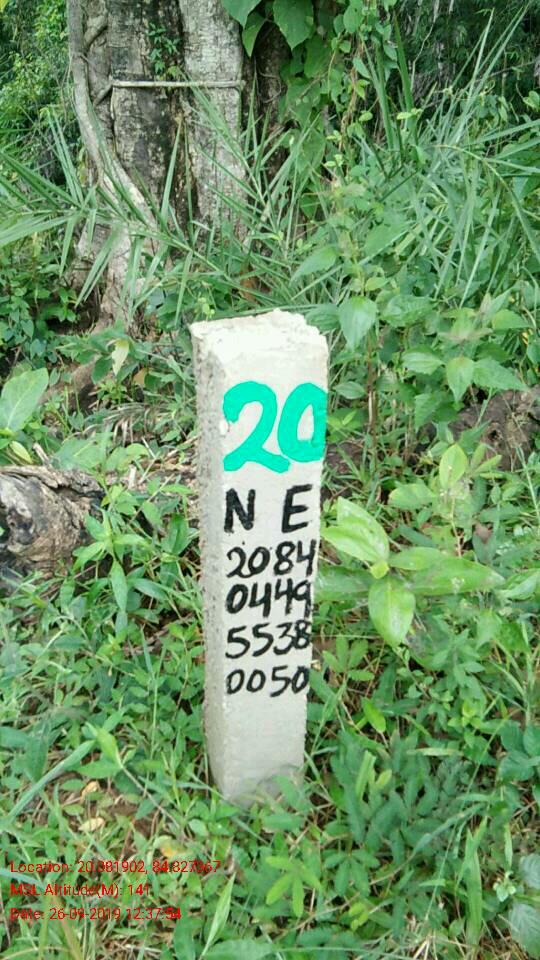 20
N E
2084
0449
5538
0050
Location: 20.981902, 84.827367
MSL Altitude(M): 141
Date: 26-09-2019 12:37:54